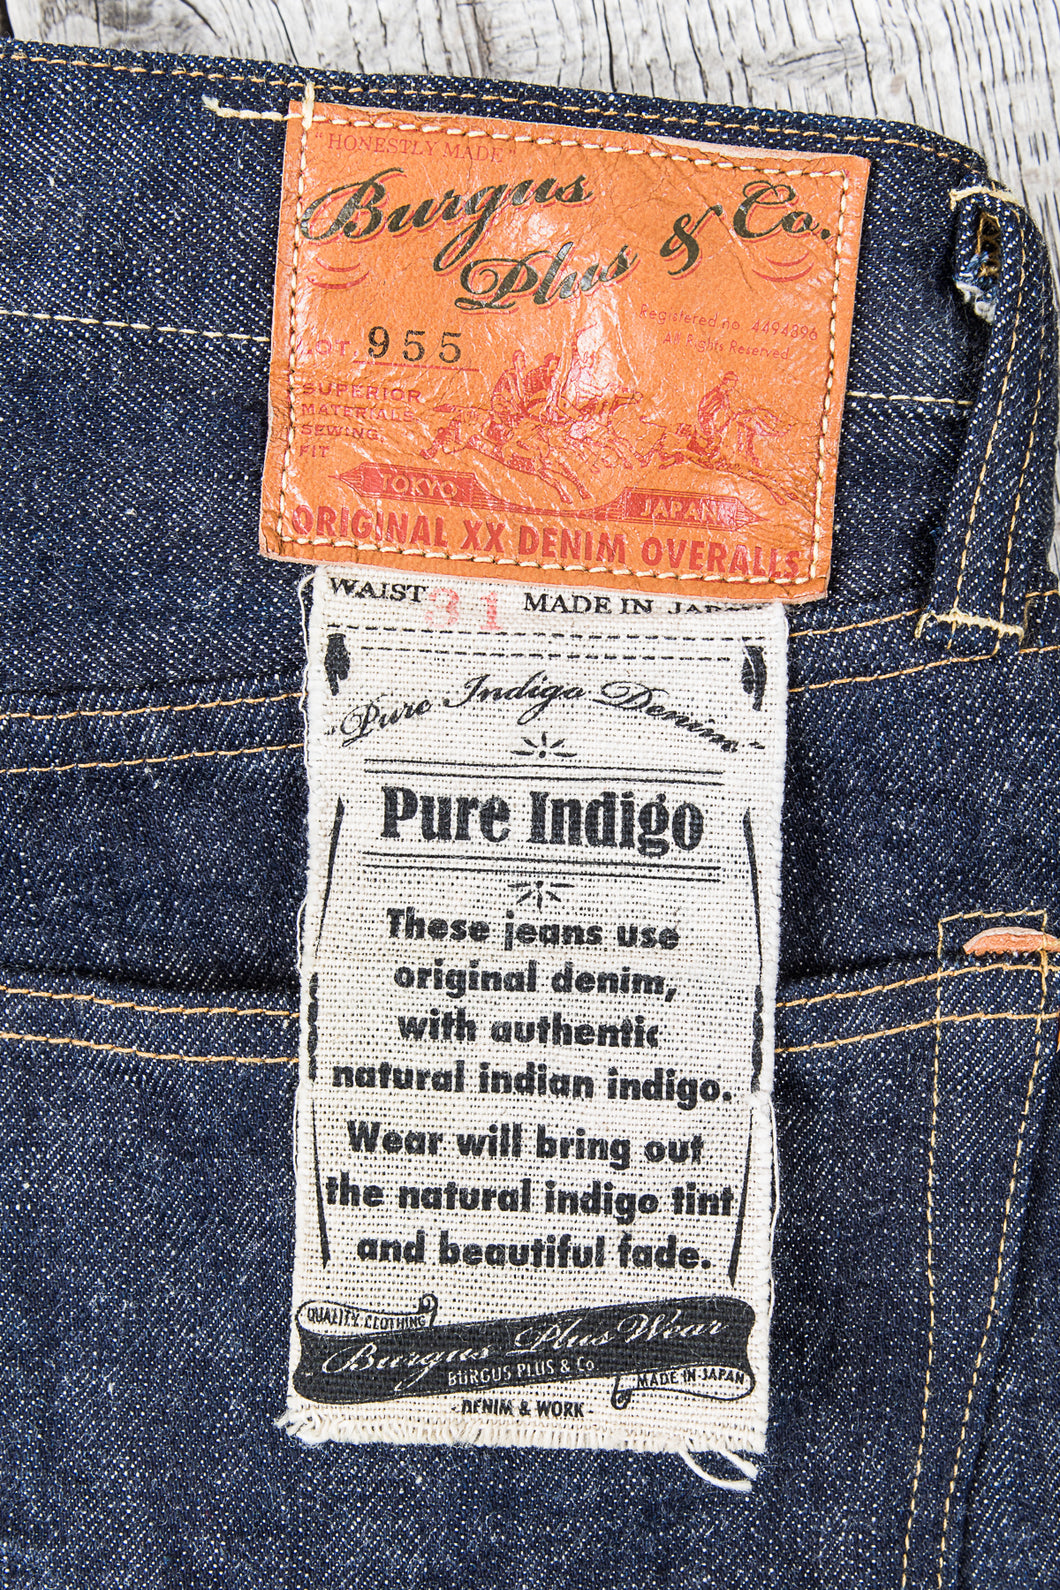 "HONESTLY MADE"
Burgus
Plus & Co.
Registered no. 4494396
All Rights Reserved
LOT. 955
SUPERIOR
MATERIALS
SEWING
FIT
TOKYO
JAPAN
ORIGINAL XX DENIM OVERALLS
WAIST 31 MADE IN JAPAN
"Pure Indigo Denim"
Pure Indigo
These jeans use
original denim,
with authentic
natural indian indigo.
Wear will bring out
the natural indigo tint
and beautiful fade.
QUALITY CLOTHING
Burgus Plus Wear
BURGUS PLUS & Co
MADE IN JAPAN
- DENIM & WORK -